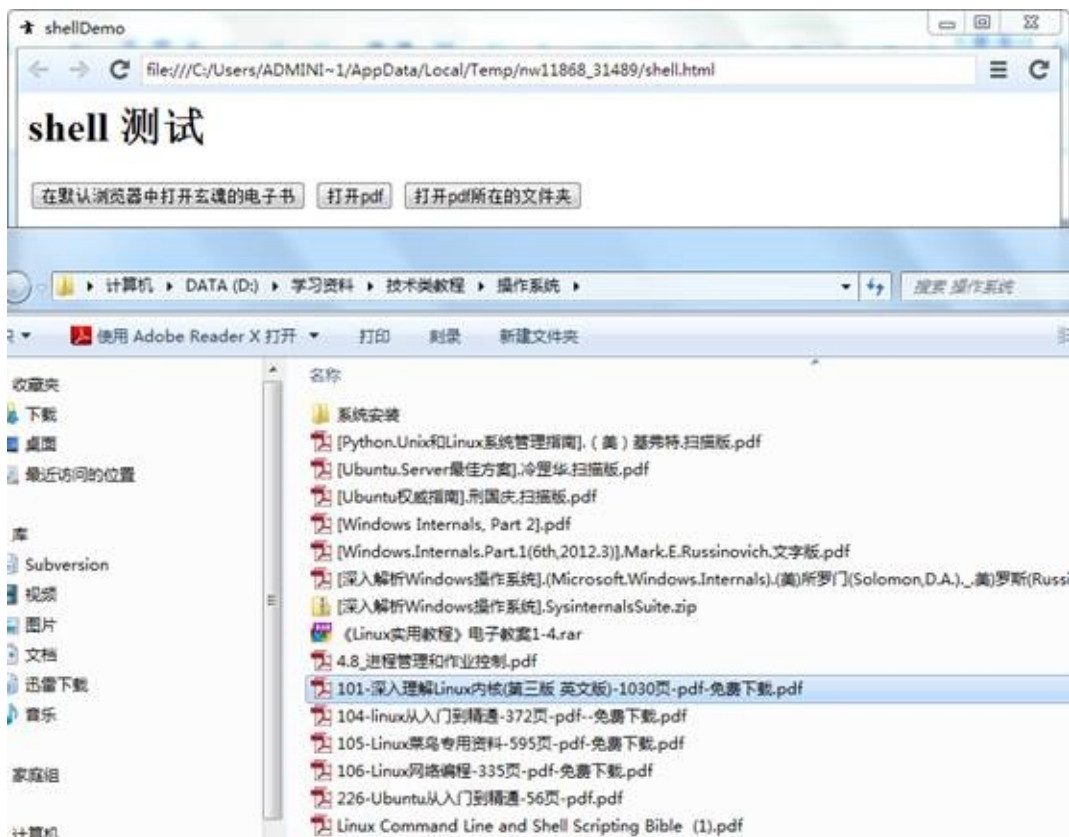 shellDemo
file:///C:/Users/ADMINI~1/AppData/Local/Temp/nw11868_31489/shell.html
shell 测试
在默认浏览器中打开玄魂的电子书 打开pdf 打开pdf所在的文件夹
计算机 DATA (D:) 学习资料 技术类教程 操作系统 搜索 操作系统
使用 Adobe Reader X 打开 打印 刻录 新建文件夹
收藏夹
下载
桌面
最近访问的位置
库
Subversion
视频
图片
文档
迅雷下载
音乐
家庭组
计算机
名称
系统安装
[Python.Unix和Linux系统管理指南].(美)基弗特.扫描版.pdf
[Ubuntu.Server最佳方案].冷罡华.扫描版.pdf
[Ubuntu权威指南].刑国庆.扫描版.pdf
[Windows Internals, Part 2].pdf
[Windows.Internals.Part.1(6th,2012.3)].Mark.E.Russinovich.文字版.pdf
[深入解析Windows操作系统].(Microsoft.Windows.Internals).(美)所罗门(Solomon,D.A.)._.美)罗斯(Russi
[深入解析Windows操作系统].SysinternalsSuite.zip
《Linux实用教程》电子教案1-4.rar
4.8_进程管理和作业控制.pdf
101-深入理解Linux内核(第三版 英文版)-1030页-pdf-免费下载.pdf
104-linux从入门到精通-372页-pdf--免费下载.pdf
105-Linux菜鸟专用资料-595页-pdf-免费下载.pdf
106-Linux网络编程-335页-pdf-免费下载.pdf
226-Ubuntu从入门到精通-56页-pdf.pdf
Linux Command Line and Shell Scripting Bible (1).pdf